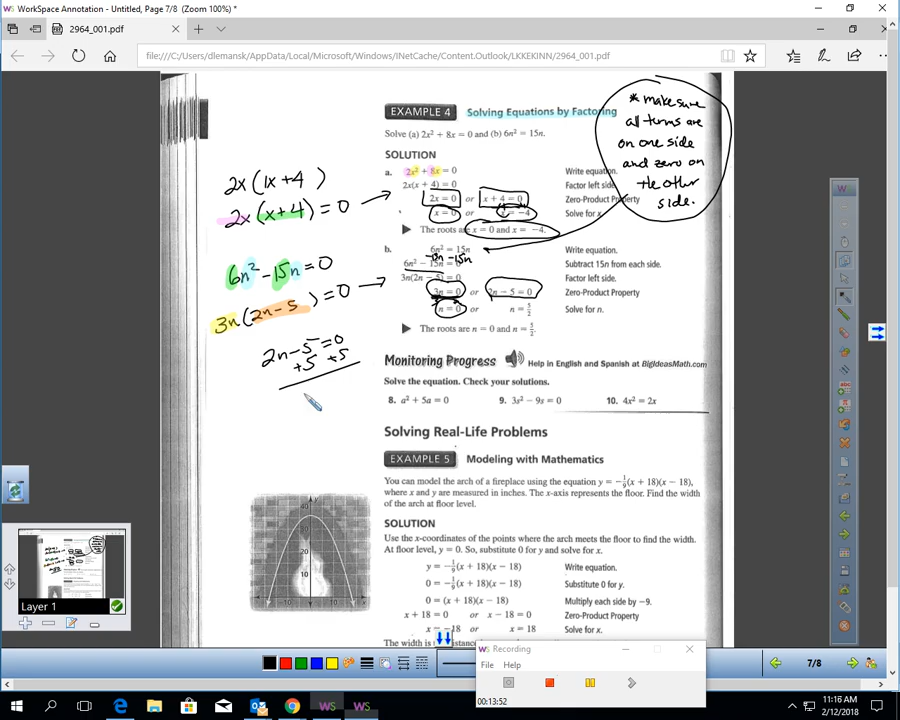 WorkSpace Annotation - Untitled, Page 7/8 (Zoom 100%) *
2964_001.pdf
file:///C:/Users/dlemansk/AppData/Local/Microsoft/Windows/INetCache/Content.Outlook/LKKEKINN/2964_001.pdf
* make sure
all terms are
on one side
and zero on
the other
side.
EXAMPLE 4 Solving Equations by Factoring
Solve (a) 2x² + 8x = 0 and (b) 6n² = 15n.
SOLUTION
a. 2x² + 8x = 0 Write equation.
2x(x + 4) = 0 Factor left side.
2x = 0 or x + 4 = 0 Zero-Product Property
x = 0 or x = −4 Solve for x.
The roots are x = 0 and x = −4.
b. 6n² = 15n Write equation.
-15n -15n
6n² − 15n = 0 Subtract 15n from each side.
3n(2n − 5) = 0 Factor left side.
3n = 0 or 2n − 5 = 0 Zero-Product Property
n = 0 or n = 5/2 Solve for n.
The roots are n = 0 and n = 5/2.
2x(1x+4)
2x(x+4)=0
6n²-15n=0
3n(2n-5)=0
2n-5=0
+5 +5
Monitoring Progress Help in English and Spanish at BigIdeasMath.com
Solve the equation. Check your solutions.
8. a² + 5a = 0 9. 3s² − 9s = 0 10. 4x² = 2x
Solving Real-Life Problems
EXAMPLE 5 Modeling with Mathematics
You can model the arch of a fireplace using the equation y = −1/9(x + 18)(x − 18),
where x and y are measured in inches. The x-axis represents the floor. Find the width
of the arch at floor level.
SOLUTION
Use the x-coordinates of the points where the arch meets the floor to find the width.
At floor level, y = 0. So, substitute 0 for y and solve for x.
y = −1/9(x + 18)(x − 18) Write equation.
0 = −1/9(x + 18)(x − 18) Substitute 0 for y.
0 = (x + 18)(x − 18) Multiply each side by −9.
x + 18 = 0 or x − 18 = 0 Zero-Product Property
x = −18 or x = 18 Solve for x.
The width is
y
20
10
−10
10
x
Layer 1
WS Recording
File Help
00:13:52
7/8
11:16 AM
2/12/2018